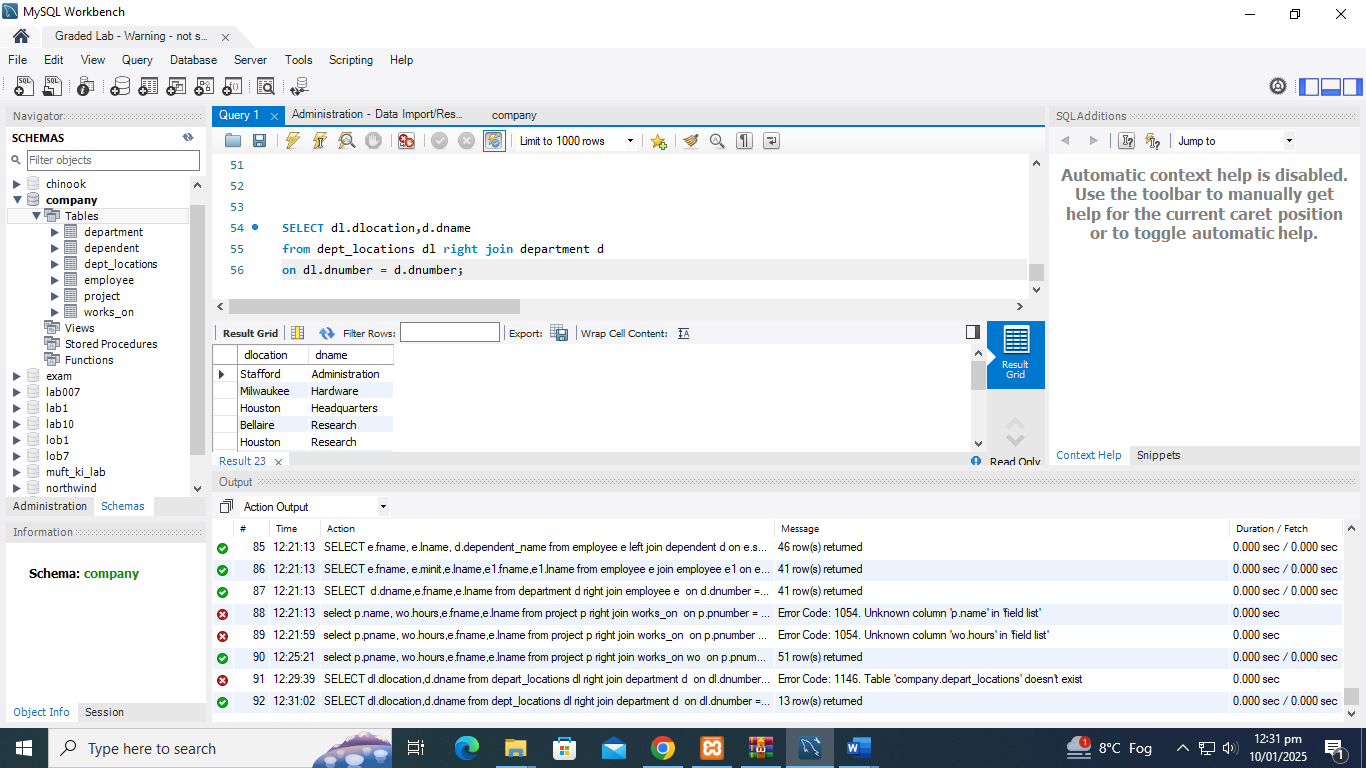 MySQL Workbench
Graded Lab - Warning - not s...
File Edit View Query Database Server Tools Scripting Help
Navigator
SCHEMAS
Filter objects
chinook
company
Tables
department
dependent
dept_locations
employee
project
works_on
Views
Stored Procedures
Functions
exam
lab007
lab1
lab10
lob1
lob7
muft_ki_lab
northwind
Administration Schemas
Information
Schema: company
Object Info Session
Query 1 Administration - Data Import/Res... company
Limit to 1000 rows
51
52
53
54 SELECT dl.dlocation,d.dname
55 from dept_locations dl right join department d
56 on dl.dnumber = d.dnumber;
Result Grid Filter Rows: Export: Wrap Cell Content:
dlocation dname
Stafford Administration
Milwaukee Hardware
Houston Headquarters
Bellaire Research
Houston Research
Result Grid
Result 23
Read Only
SQLAdditions
Jump to
Automatic context help is disabled.
Use the toolbar to manually get
help for the current caret position
or to toggle automatic help.
Context Help Snippets
Output
Action Output
# Time Action Message Duration / Fetch
85 12:21:13 SELECT e.fname, e.lname, d.dependent_name from employee e left join dependent d on e.s... 46 row(s) returned 0.000 sec / 0.000 sec
86 12:21:13 SELECT e.fname, e.minit,e.lname,e1.fname,e1.lname from employee e join employee e1 on e... 41 row(s) returned 0.000 sec / 0.000 sec
87 12:21:13 SELECT d.dname,e.fname,e.lname from department d right join employee e on d.dnumber =... 41 row(s) returned 0.000 sec / 0.000 sec
88 12:21:13 select p.name, wo.hours,e.fname,e.lname from project p right join works_on on p.pnumber = ... Error Code: 1054. Unknown column 'p.name' in 'field list' 0.000 sec
89 12:21:59 select p.pname, wo.hours,e.fname,e.lname from project p right join works_on on p.pnumber ... Error Code: 1054. Unknown column 'wo.hours' in 'field list' 0.000 sec
90 12:25:21 select p.pname, wo.hours,e.fname,e.lname from project p right join works_on wo on p.pnum... 51 row(s) returned 0.000 sec / 0.000 sec
91 12:29:39 SELECT dl.dlocation,d.dname from depart_locations dl right join department d on dl.dnumber... Error Code: 1146. Table 'company.depart_locations' doesn't exist 0.000 sec
92 12:31:02 SELECT dl.dlocation,d.dname from dept_locations dl right join department d on dl.dnumber =... 13 row(s) returned 0.000 sec / 0.000 sec
Type here to search
1
8°C Fog
12:31 pm
10/01/2025
1